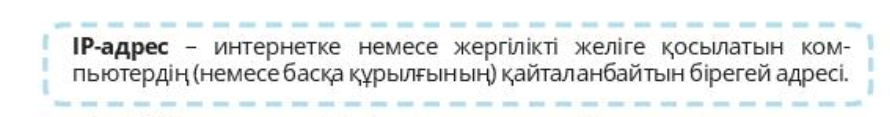 IP-адрес – интернетке немесе жергілікті желіге қосылатын ком-
пьютердің (немесе басқа құрылғының) қайталанбайтын бірегей адресі.